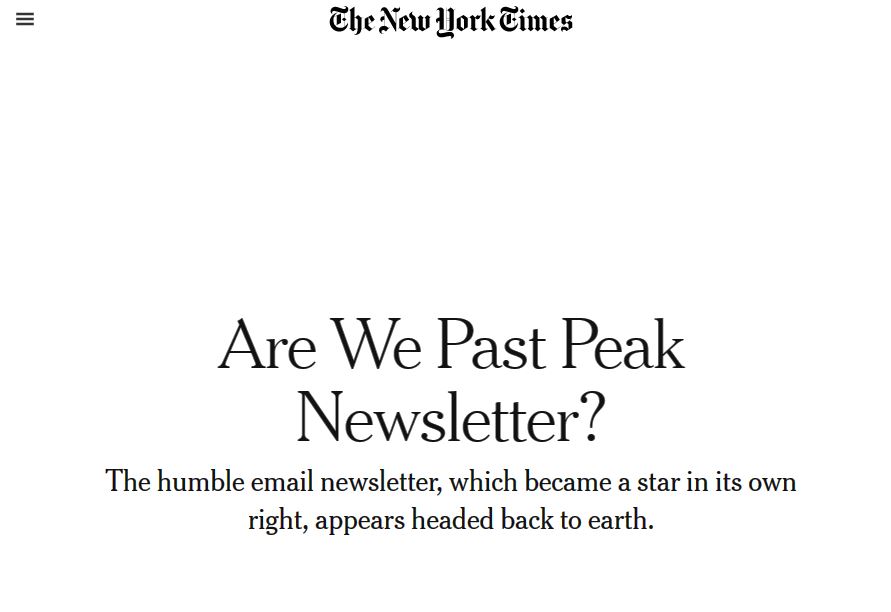 The New York Times
Are We Past Peak
Newsletter?
The humble email newsletter, which became a star in its own
right, appears headed back to earth.